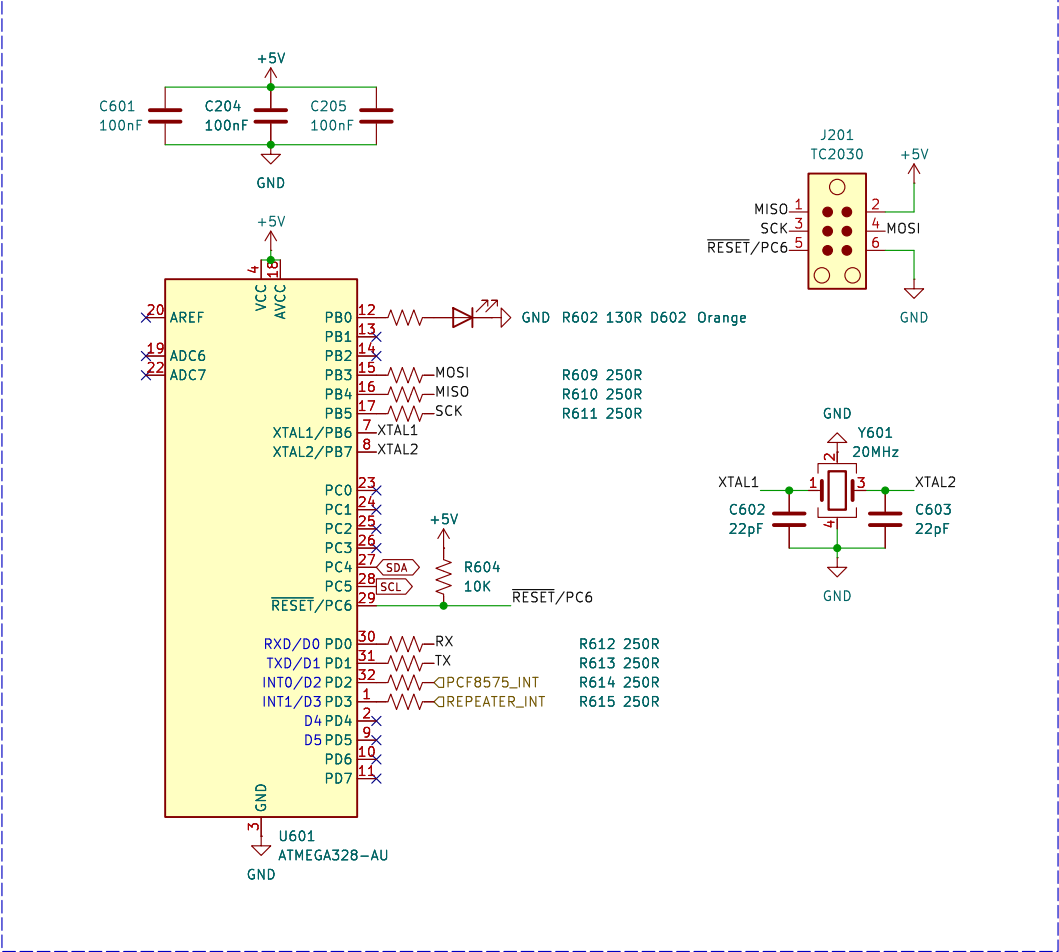 +5V
C601
100nF
C204
100nF
C205
100nF
GND
J201
TC2030
+5V
MISO 1
2
SCK 3
4 MOSI
RESET/PC6 5
6
GND
+5V
4
18
VCC
AVCC
20 AREF
PB0 12
GND R602 130R D602 Orange
PB1 13
19 ADC6
PB2 14
22 ADC7
PB3 15 MOSI R609 250R
PB4 16 MISO R610 250R
PB5 17 SCK R611 250R
XTAL1/PB6 7 XTAL1
XTAL2/PB7 8 XTAL2
PC0 23
PC1 24
PC2 25
PC3 26
PC4 27 SDA
PC5 28 SCL
RESET/PC6 29
+5V
R604
10K
RESET/PC6
RXD/D0 PD0 30 RX R612 250R
TXD/D1 PD1 31 TX R613 250R
INT0/D2 PD2 32 PCF8575_INT R614 250R
INT1/D3 PD3 1 REPEATER_INT R615 250R
D4 PD4 2
D5 PD5 9
PD6 10
PD7 11
GND
3
U601
ATMEGA328-AU
GND
GND
Y601
20MHz
2
XTAL1
1
3
XTAL2
C602
22pF
4
C603
22pF
GND